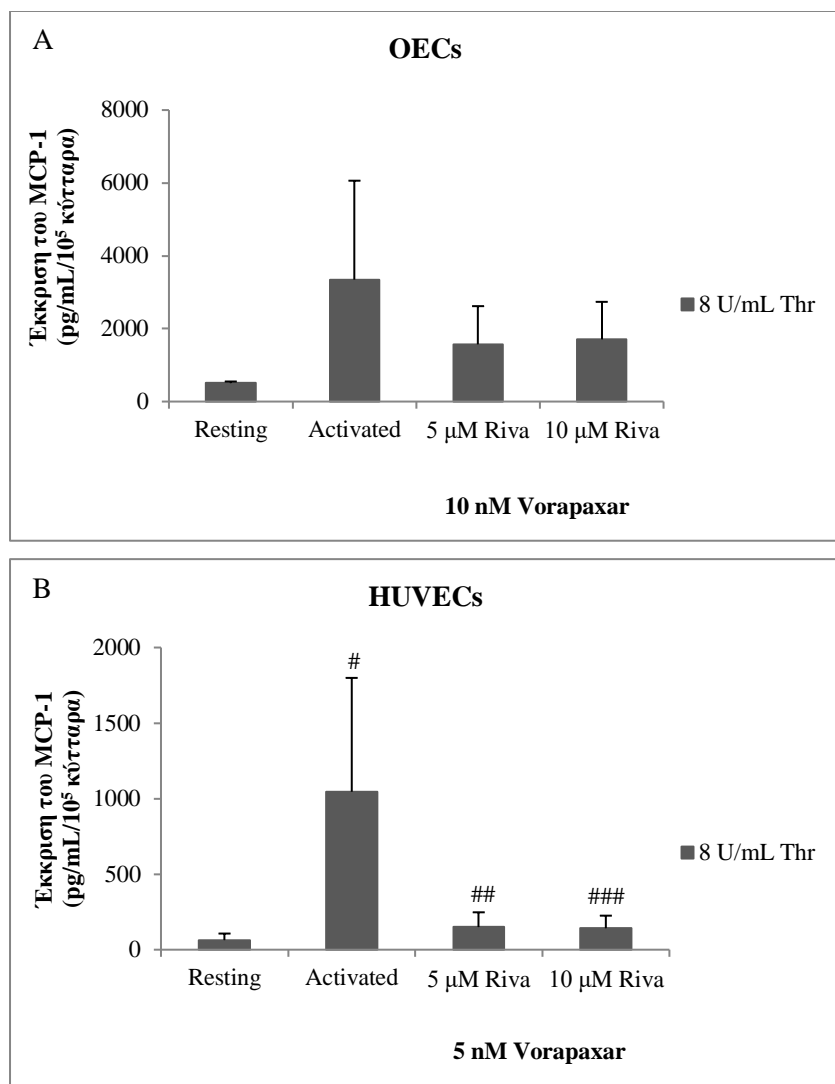 A
OECs
Έκκριση του MCP-1
(pg/mL/10⁵ κύτταρα)
8000
6000
4000
2000
0
Resting
Activated
5 μM Riva
10 μM Riva
8 U/mL Thr
10 nM Vorapaxar
B
HUVECs
Έκκριση του MCP-1
(pg/mL/10⁵ κύτταρα)
2000
1500
1000
500
0
#
##
###
Resting
Activated
5 μM Riva
10 μM Riva
8 U/mL Thr
5 nM Vorapaxar